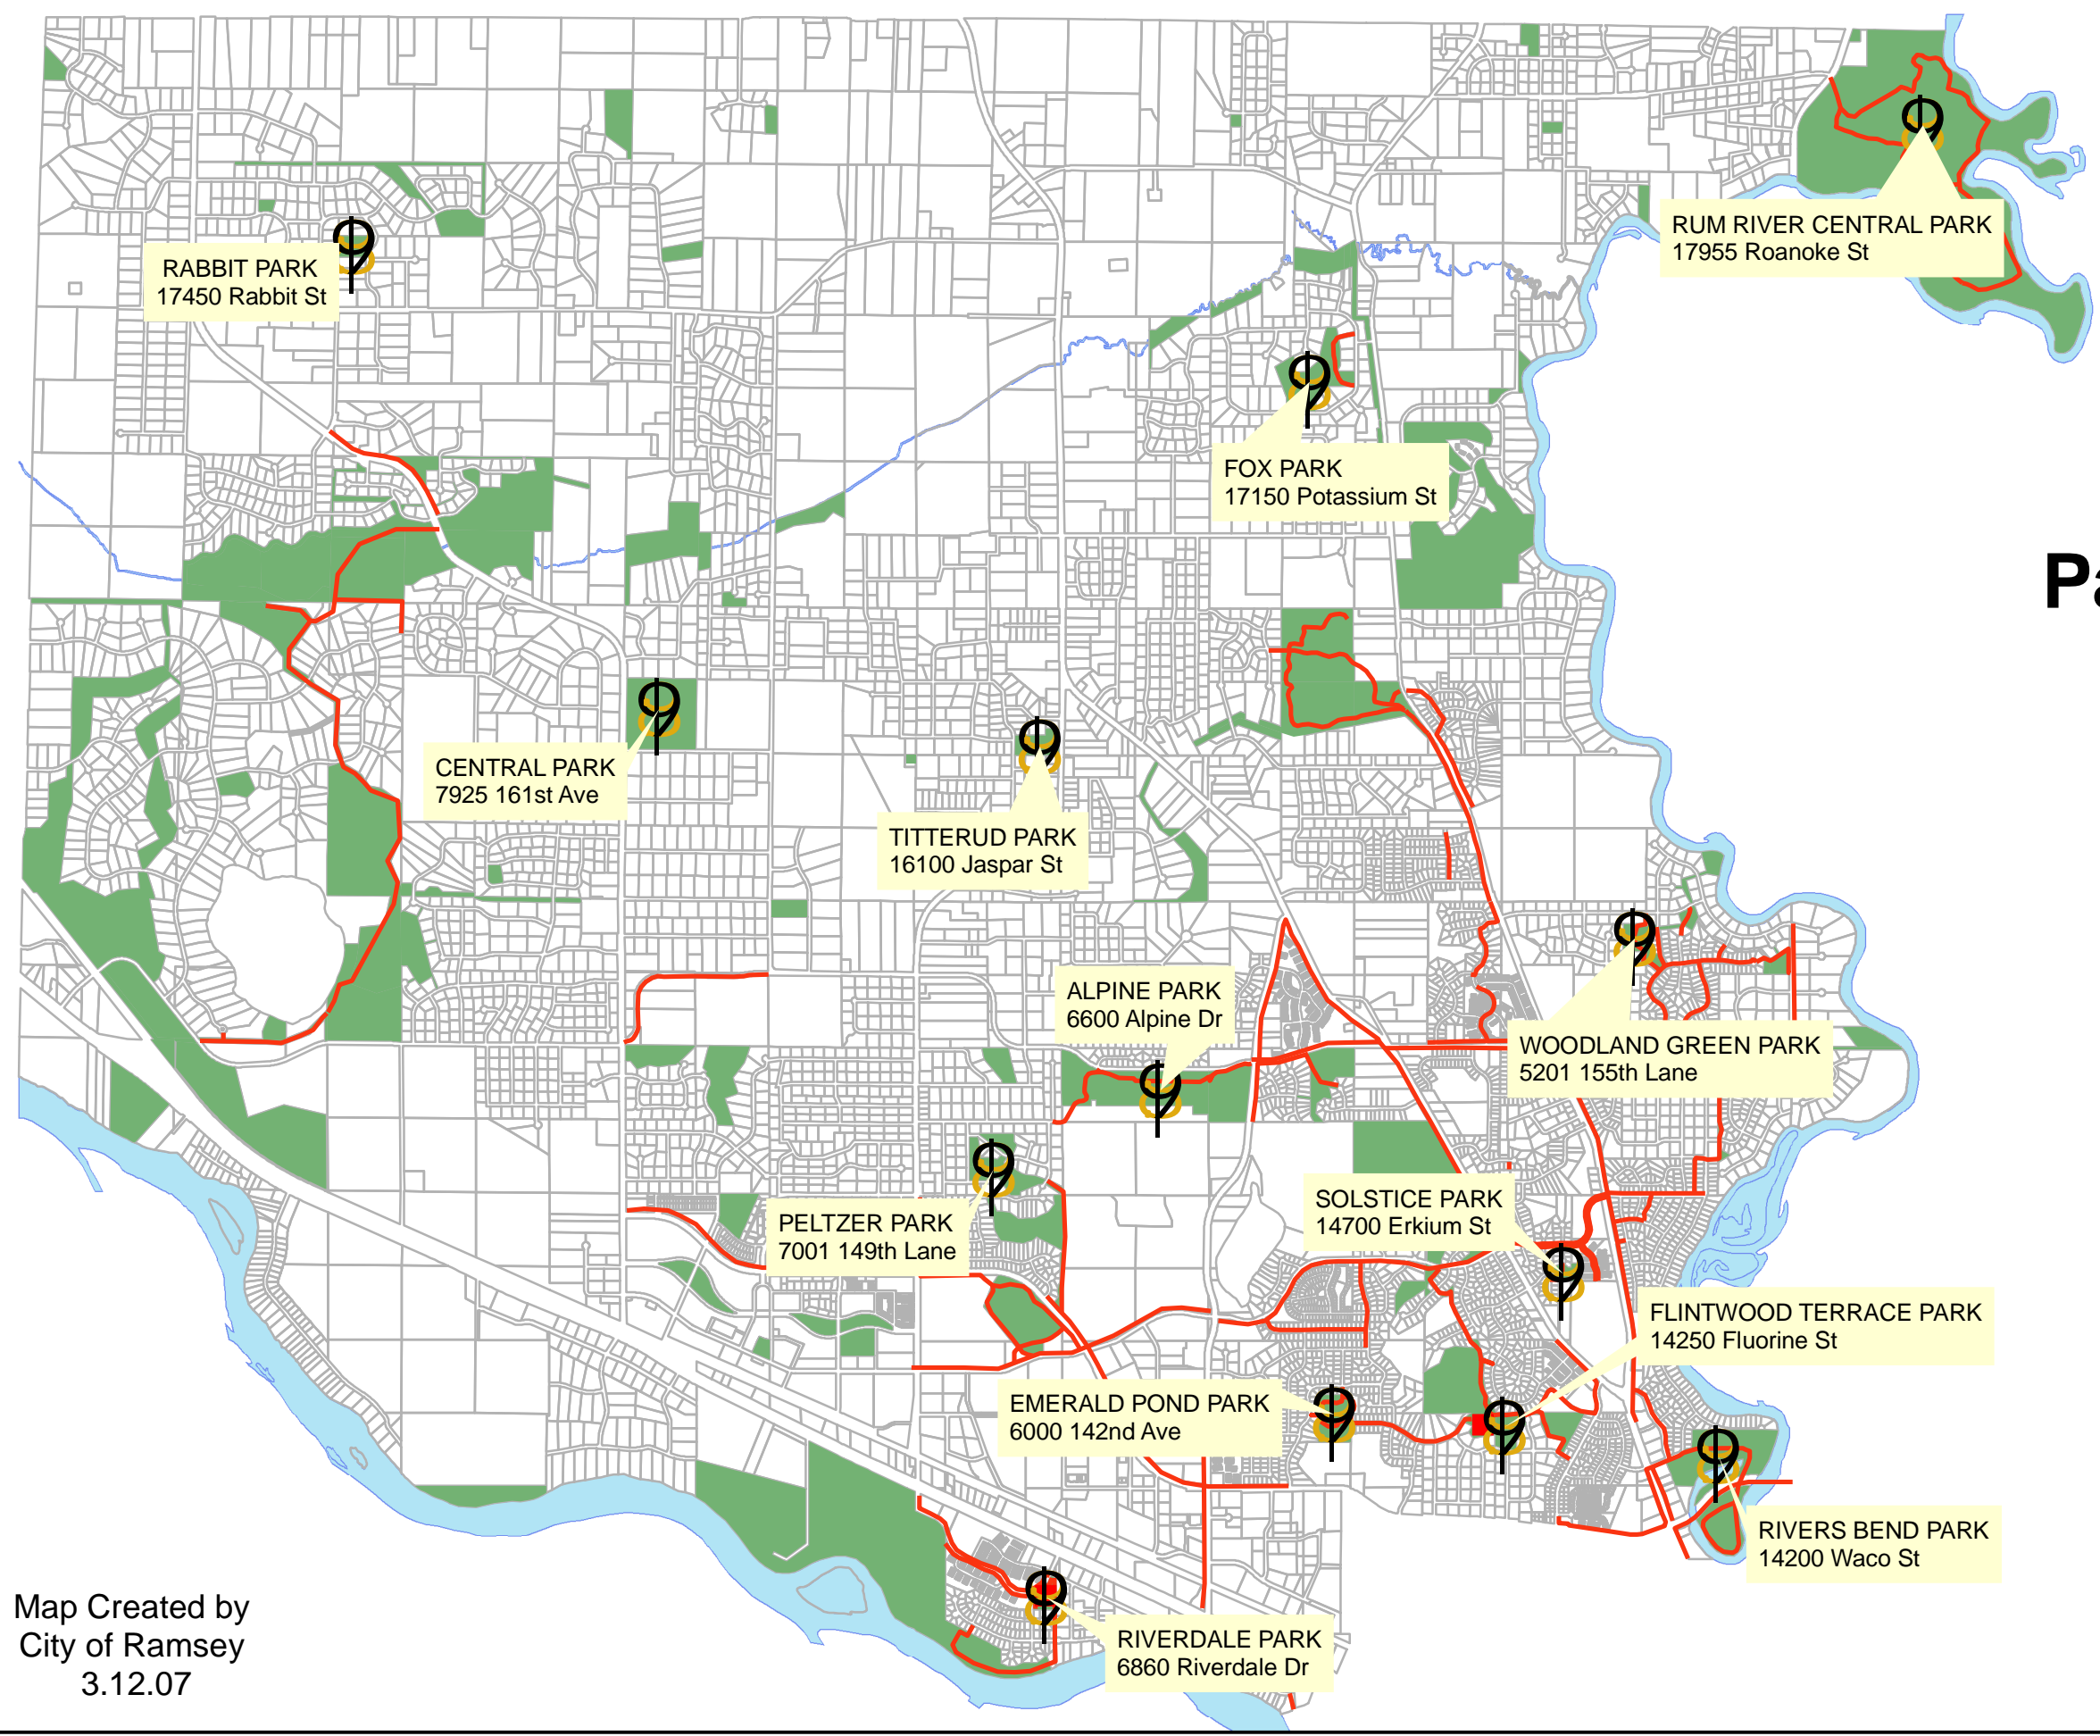 RUM RIVER CENTRAL PARK
17955 Roanoke St
RABBIT PARK
17450 Rabbit St
FOX PARK
17150 Potassium St
Pa
CENTRAL PARK
7925 161st Ave
TITTERUD PARK
16100 Jaspar St
ALPINE PARK
6600 Alpine Dr
WOODLAND GREEN PARK
5201 155th Lane
SOLSTICE PARK
14700 Erkium St
PELTZER PARK
7001 149th Lane
FLINTWOOD TERRACE PARK
14250 Fluorine St
EMERALD POND PARK
6000 142nd Ave
RIVERS BEND PARK
14200 Waco St
RIVERDALE PARK
6860 Riverdale Dr
Map Created by
City of Ramsey
3.12.07